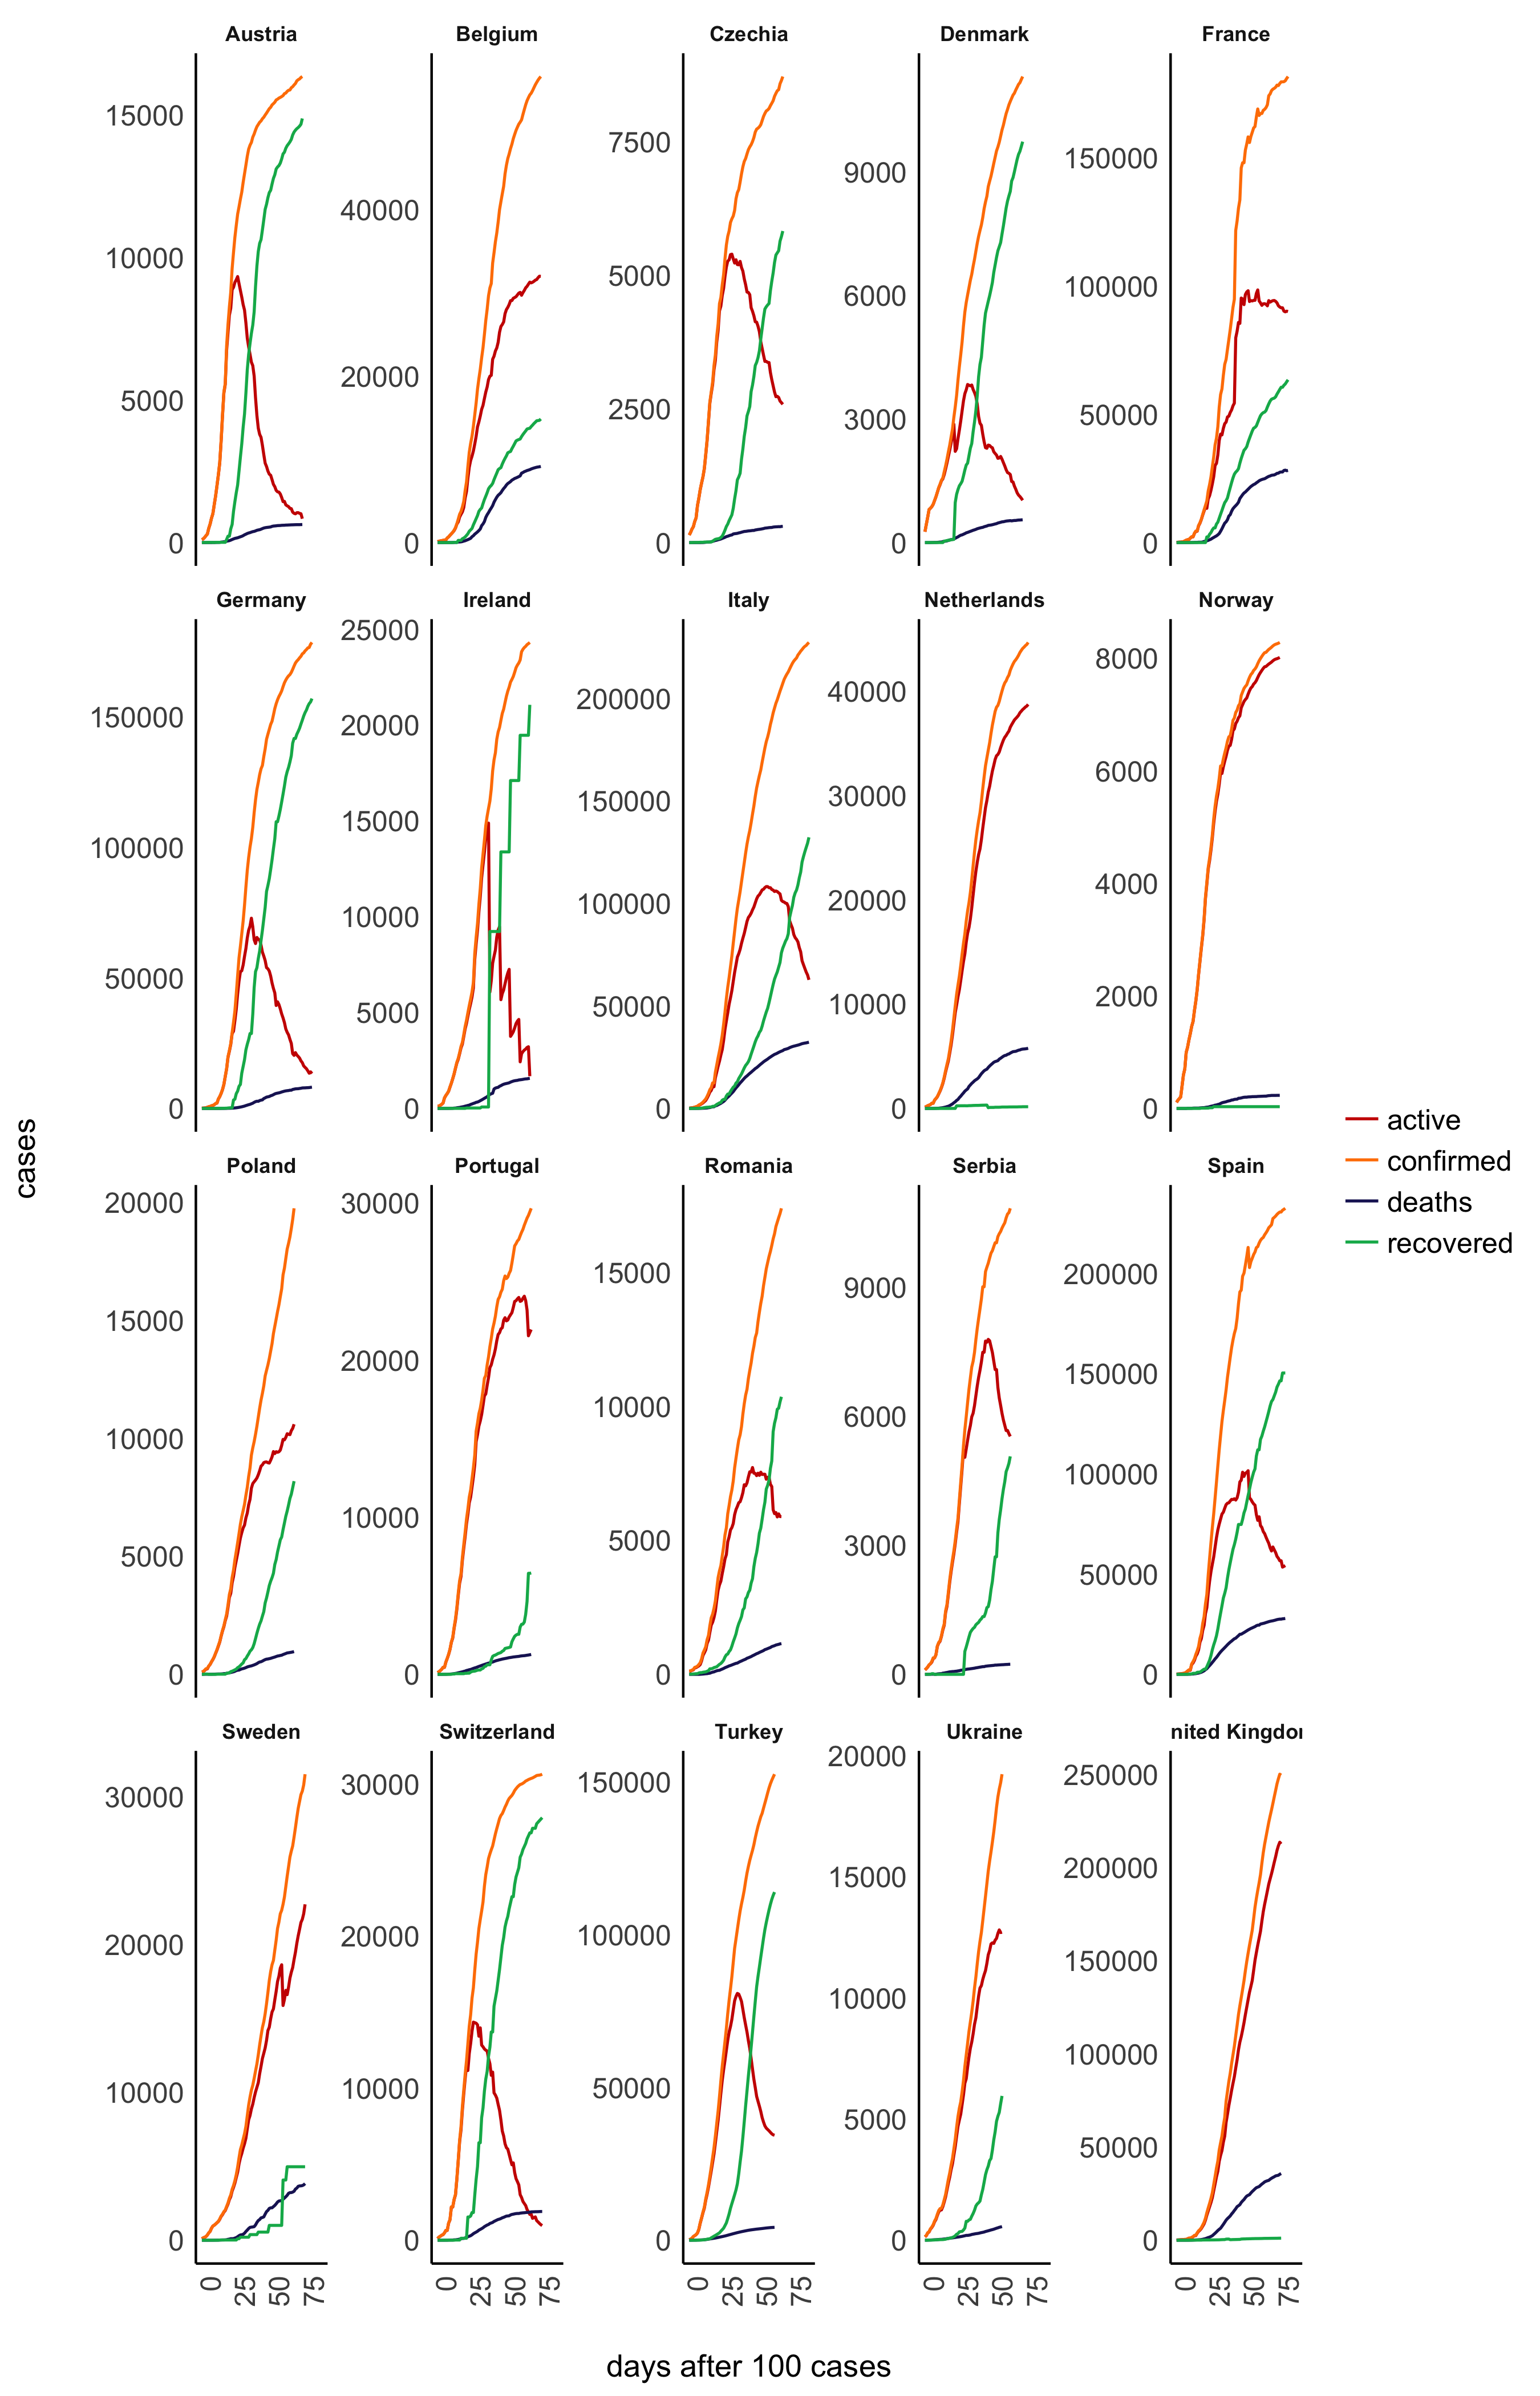 Austria Belgium Czechia Denmark France
15000 10000 5000 0
40000 20000 0
7500 5000 2500 0
9000 6000 3000 0
150000 100000 50000 0
Germany Ireland Italy Netherlands Norway
150000 100000 50000 0
25000 20000 15000 10000 5000 0
200000 150000 100000 50000 0
40000 30000 20000 10000 0
8000 6000 4000 2000 0
cases
active
confirmed
deaths
recovered
Poland Portugal Romania Serbia Spain
20000 15000 10000 5000 0
30000 20000 10000 0
15000 10000 5000 0
9000 6000 3000 0
200000 150000 100000 50000 0
Sweden Switzerland Turkey Ukraine nited Kingdo
30000 20000 10000 0
30000 20000 10000 0
150000 100000 50000 0
20000 15000 10000 5000 0
250000 200000 150000 100000 50000 0
0 25 50 75 0 25 50 75 0 25 50 75 0 25 50 75 0 25 50 75
days after 100 cases